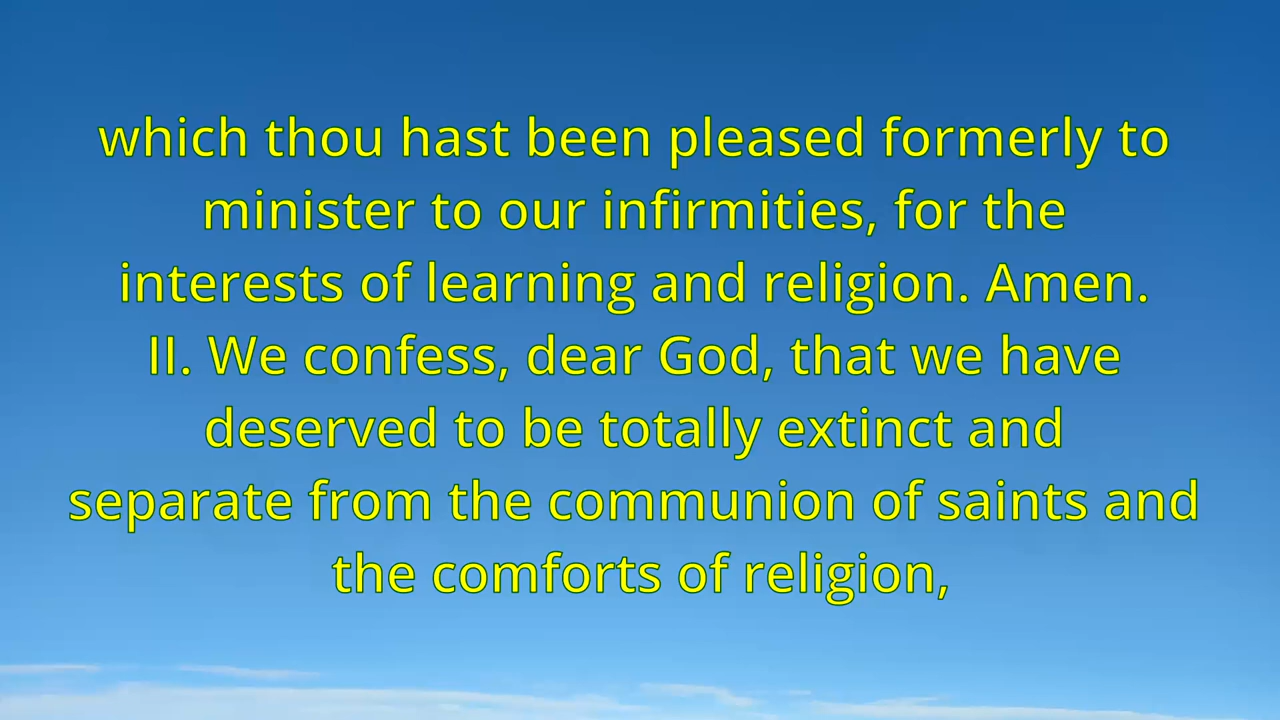 which thou hast been pleased formerly to
minister to our infirmities, for the
interests of learning and religion. Amen.
II. We confess, dear God, that we have
deserved to be totally extinct and
separate from the communion of saints and
the comforts of religion,